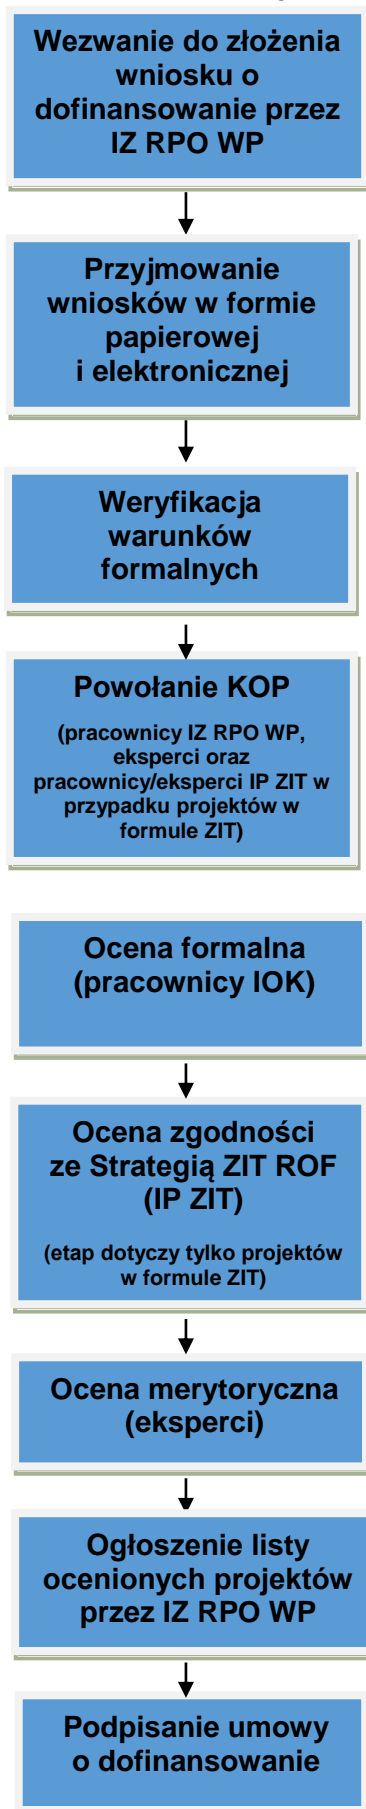 Wezwanie do złożenia
wniosku o
dofinansowanie przez
IZ RPO WP
Przyjmowanie
wniosków w formie
papierowej
i elektronicznej
Weryfikacja
warunków
formalnych
Powołanie KOP
(pracownicy IZ RPO WP,
eksperci oraz
pracownicy/eksperci IP ZIT w
przypadku projektów w
formule ZIT)
Ocena formalna
(pracownicy IOK)
Ocena zgodności
ze Strategią ZIT ROF
(IP ZIT)
(etap dotyczy tylko projektów
w formule ZIT)
Ocena merytoryczna
(eksperci)
Ogłoszenie listy
ocenionych projektów
przez IZ RPO WP
Podpisanie umowy
o dofinansowanie